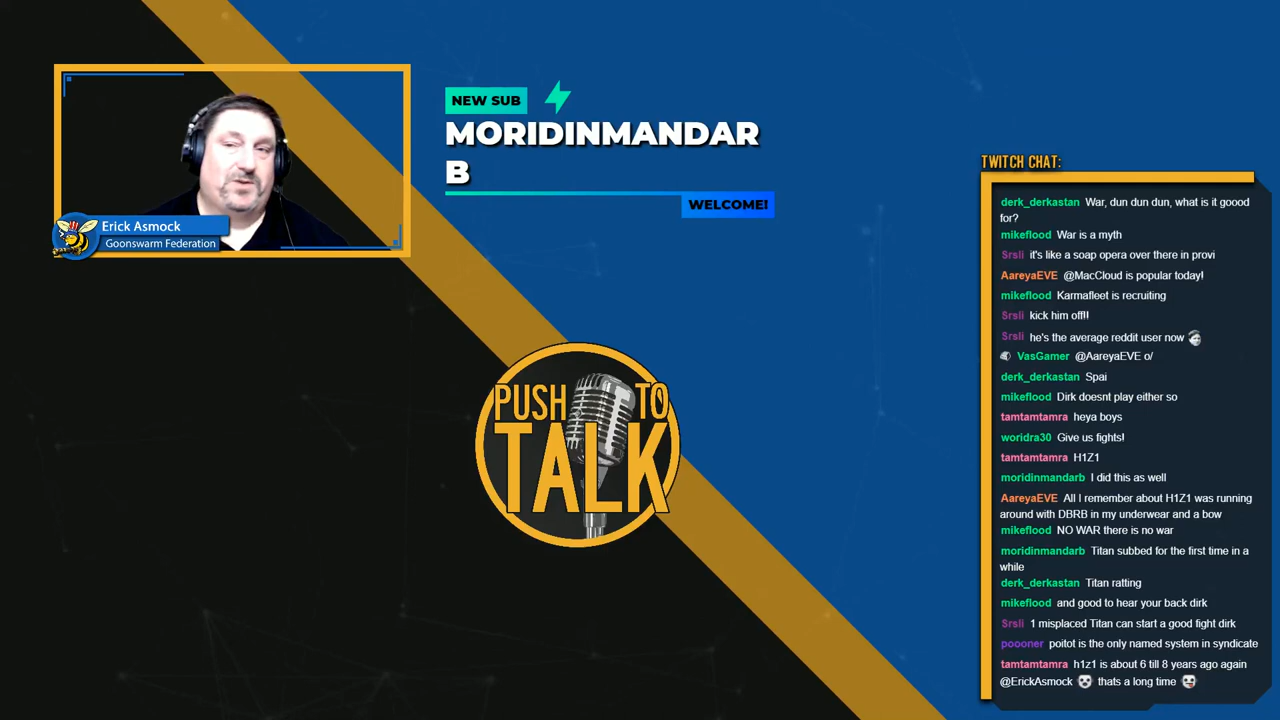 NEW SUB
MORIDINMANDAR
B
WELCOME!
Erick Asmock
Goonswarm Federation
PUSH TO
TALK
TWITCH CHAT:
derk_derkastan War, dun dun dun, what is it goood
for?
mikeflood War is a myth
Srsli it's like a soap opera over there in provi
AareyaEVE @MacCloud is popular today!
mikeflood Karmafleet is recruiting
Srsli kick him off!!
Srsli he's the average reddit user now
VasGamer @AareyaEVE o/
derk_derkastan Spai
mikeflood Dirk doesnt play either so
tamtamtamra heya boys
woridra30 Give us fights!
tamtamtamra H1Z1
moridinmandarb I did this as well
AareyaEVE All I remember about H1Z1 was running
around with DBRB in my underwear and a bow
mikeflood NO WAR there is no war
moridinmandarb Titan subbed for the first time in a
while
derk_derkastan Titan ratting
mikeflood and good to hear your back dirk
Srsli 1 misplaced Titan can start a good fight dirk
poooner poitot is the only named system in syndicate
tamtamtamra h1z1 is about 6 till 8 years ago again
@ErickAsmock thats a long time